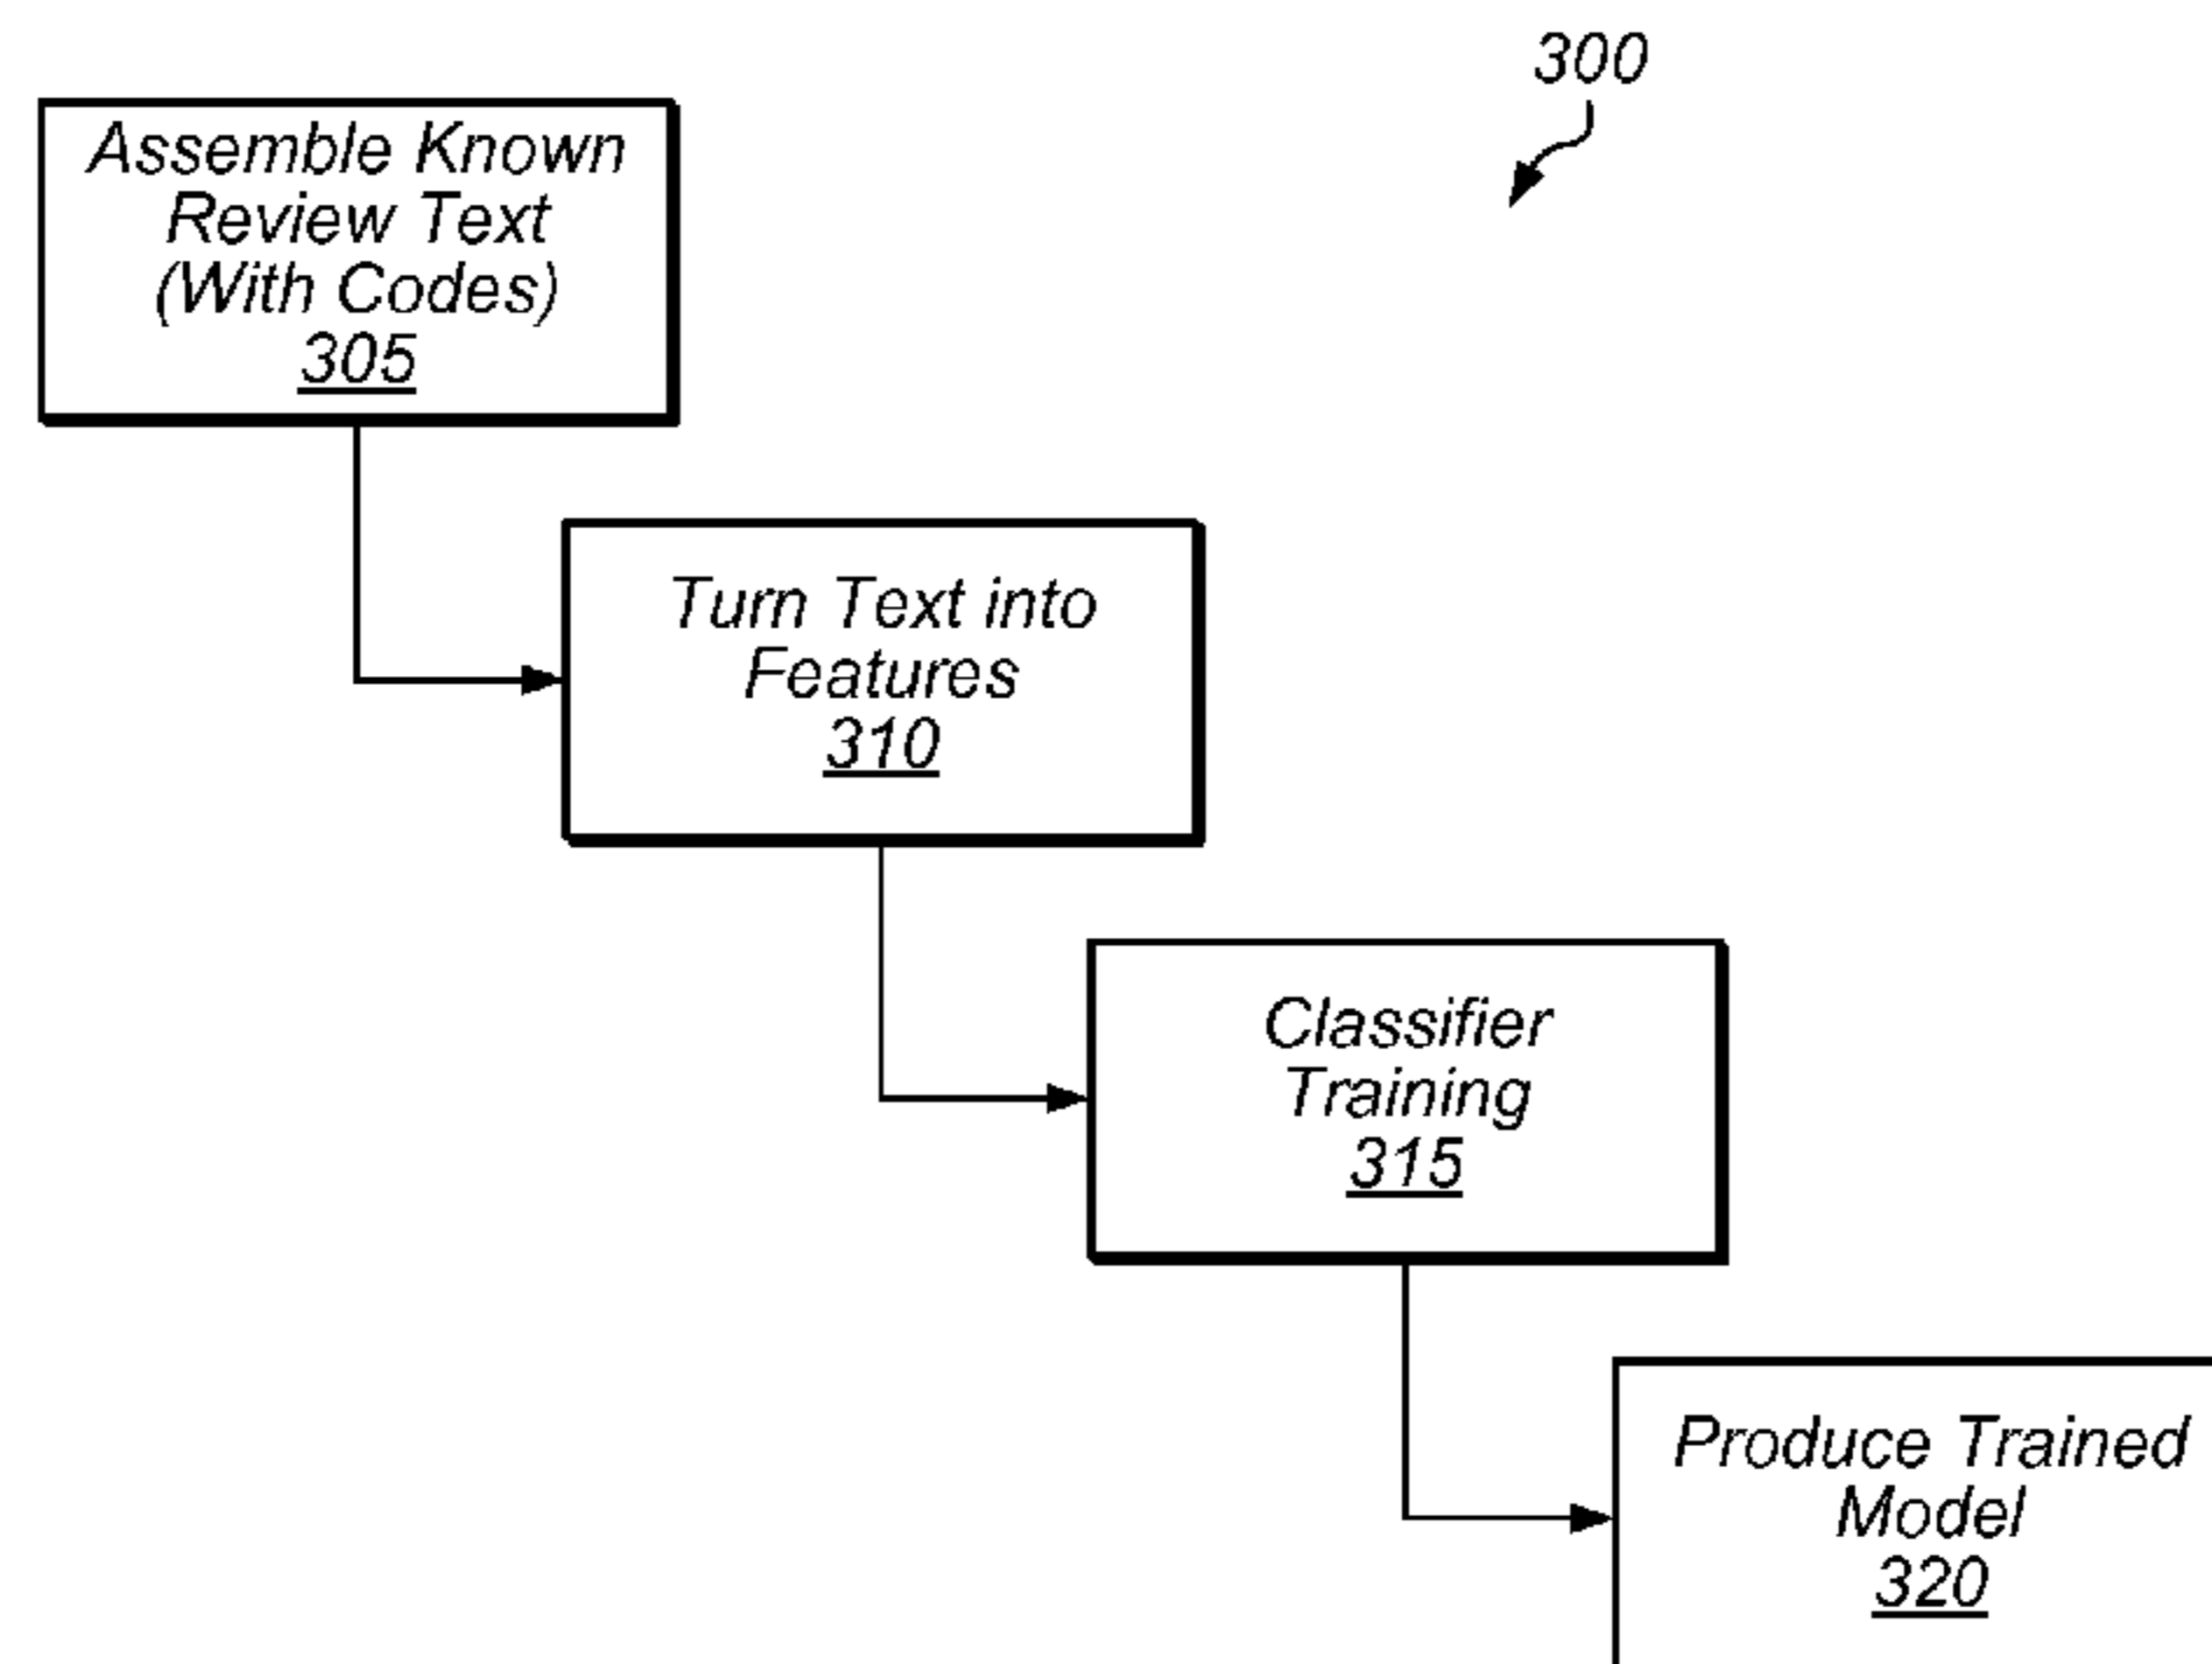 300
Assemble Known
Review Text
(With Codes)
305
Turn Text into
Features
310
Classifier
Training
315
Produce Trained
Model
320